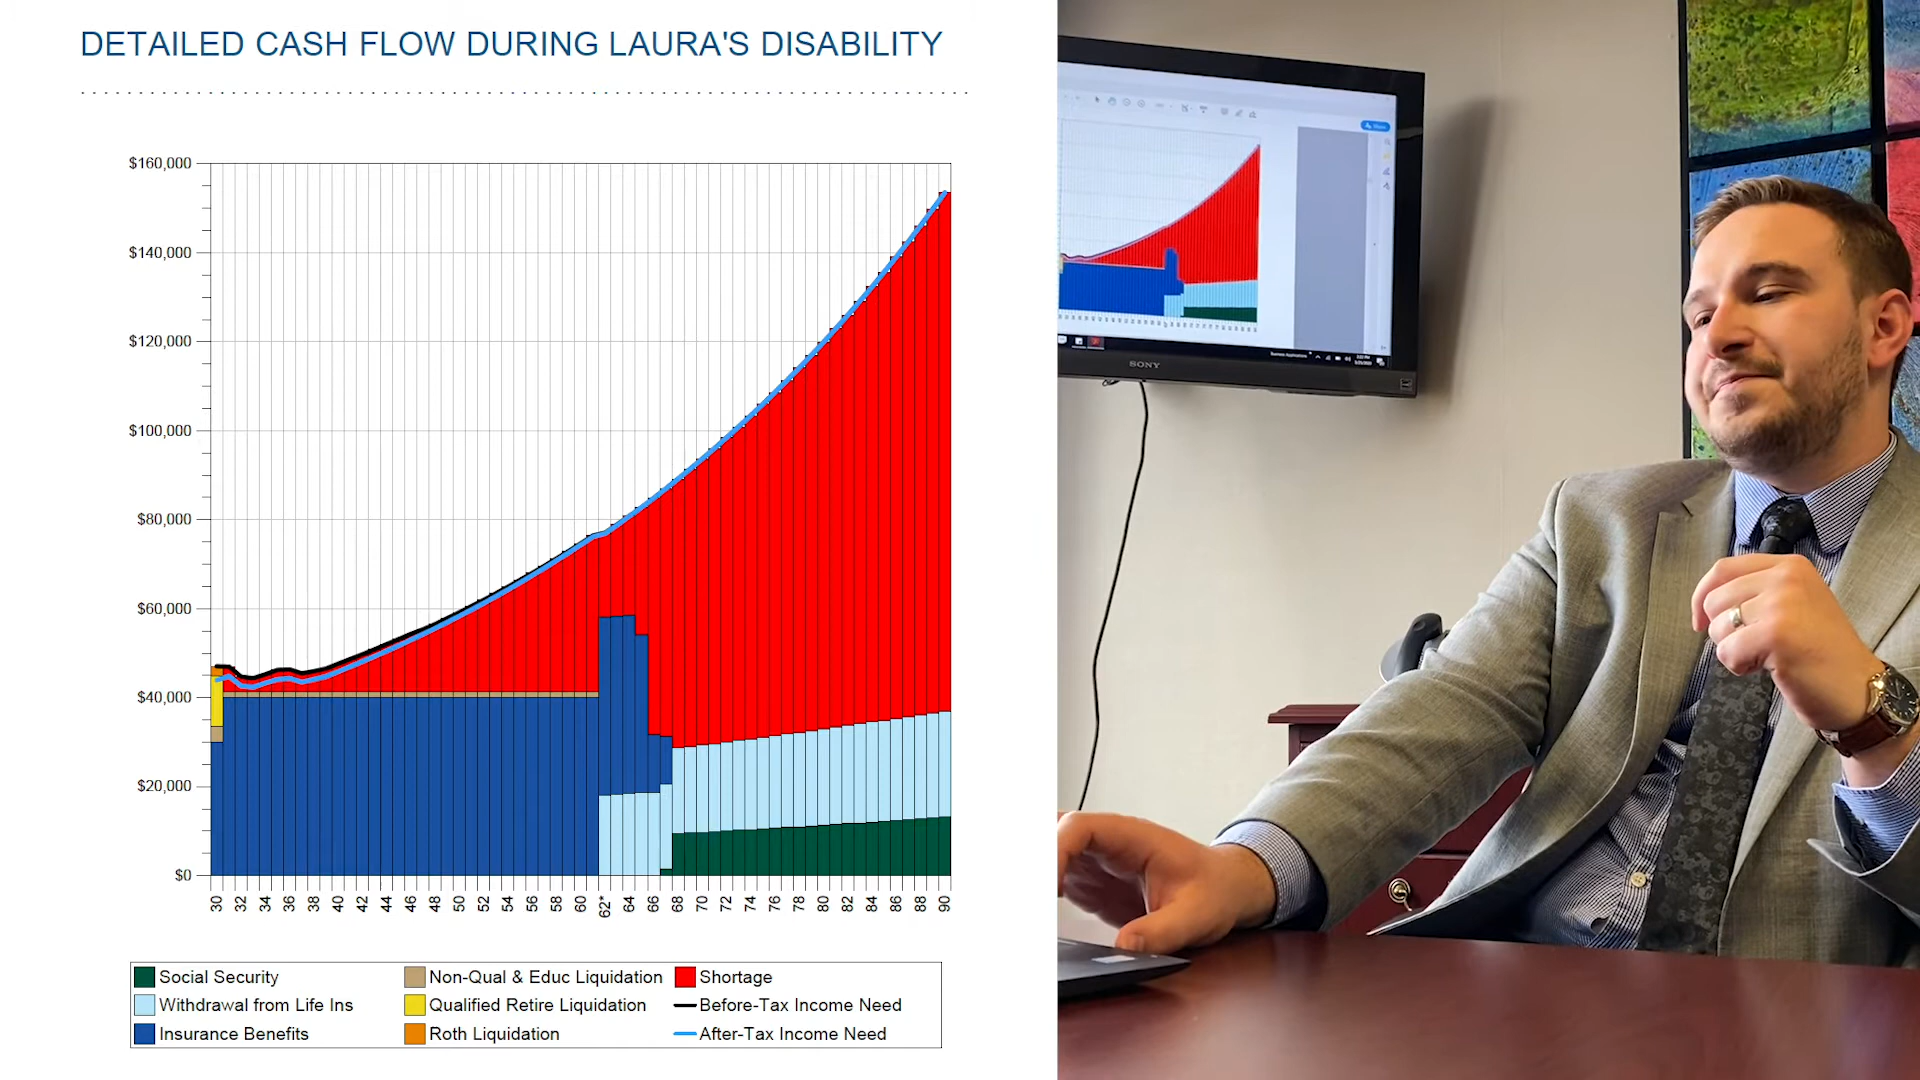 DETAILED CASH FLOW DURING LAURA'S DISABILITY
$160,000
$140,000
$120,000
$100,000
$80,000
$60,000
$40,000
$20,000
$0
30 32 34 36 38 40 42 44 46 48 50 52 54 56 58 60 62* 64 66 68 70 72 74 76 78 80 82 84 86 88 90
Social Security
Non-Qual & Educ Liquidation
Shortage
Withdrawal from Life Ins
Qualified Retire Liquidation
Before-Tax Income Need
Insurance Benefits
Roth Liquidation
After-Tax Income Need
SONY